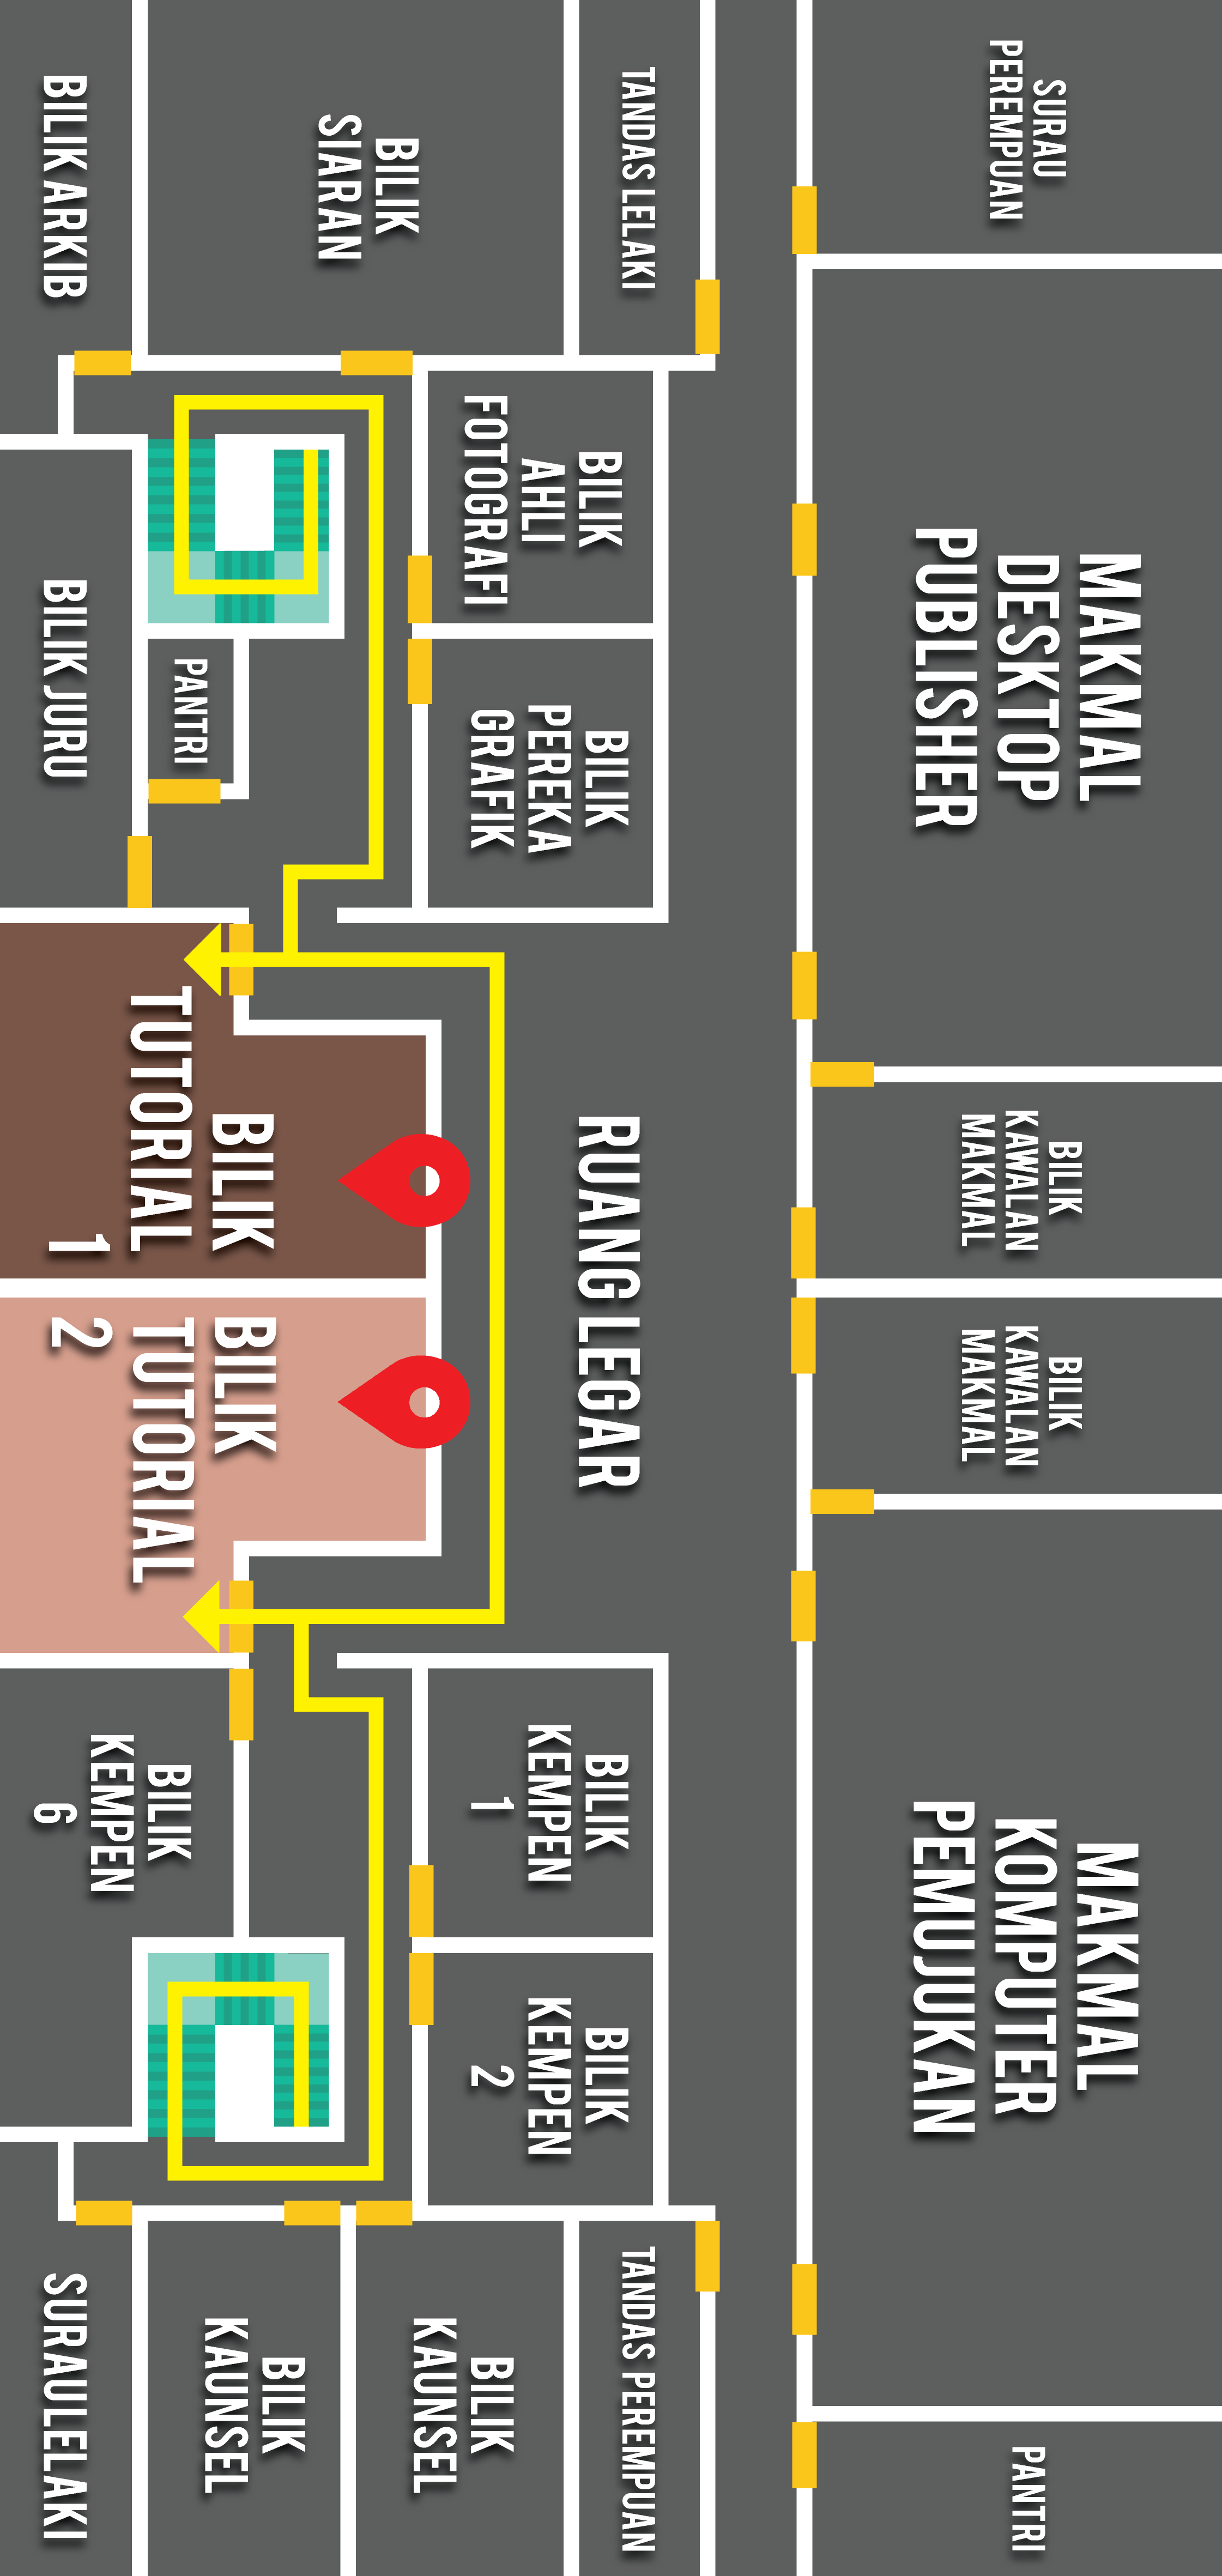 SURAU
PEREMPUAN
MAKMAL
DESKTOP
PUBLISHER
BILIK
KAWALAN
MAKMAL
BILIK
KAWALAN
MAKMAL
MAKMAL
KOMPUTER
PEMUJUKAN
PANTRI
TANDAS LELAKI
BILIK
AHLI
FOTOGRAFI
BILIK
PEREKA
GRAFIK
RUANG LEGAR
BILIK
KEMPEN
1
BILIK
KEMPEN
2
TANDAS PEREMPUAN
BILIK
SIARAN
BILIK
KAUNSEL
BILIK ARKIB
BILIK JURU
PANTRI
BILIK
TUTORIAL
1
BILIK
TUTORIAL
2
BILIK
KEMPEN
6
BILIK
KAUNSEL
SURAU LELAKI